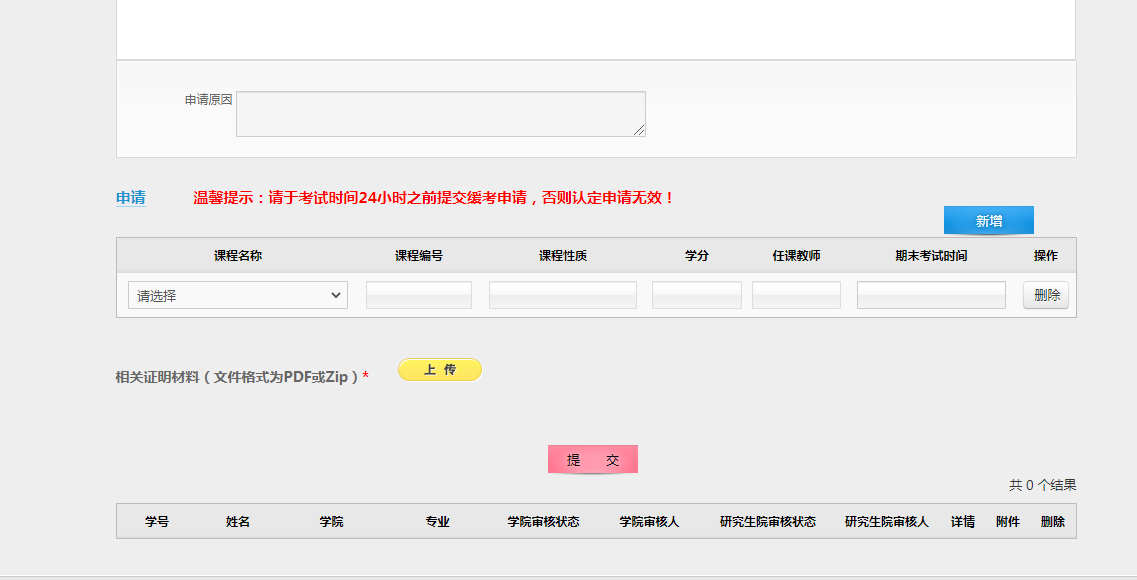 申请原因
申请 温馨提示：请于考试时间24小时之前提交缓考申请，否则认定申请无效！
新增
课程名称 课程编号 课程性质 学分 任课教师 期末考试时间 操作
请选择 删除
相关证明材料（文件格式为PDF或Zip）* 上 传
提 交
共 0 个结果
学号 姓名 学院 专业 学院审核状态 学院审核人 研究生院审核状态 研究生院审核人 详情 附件 删除